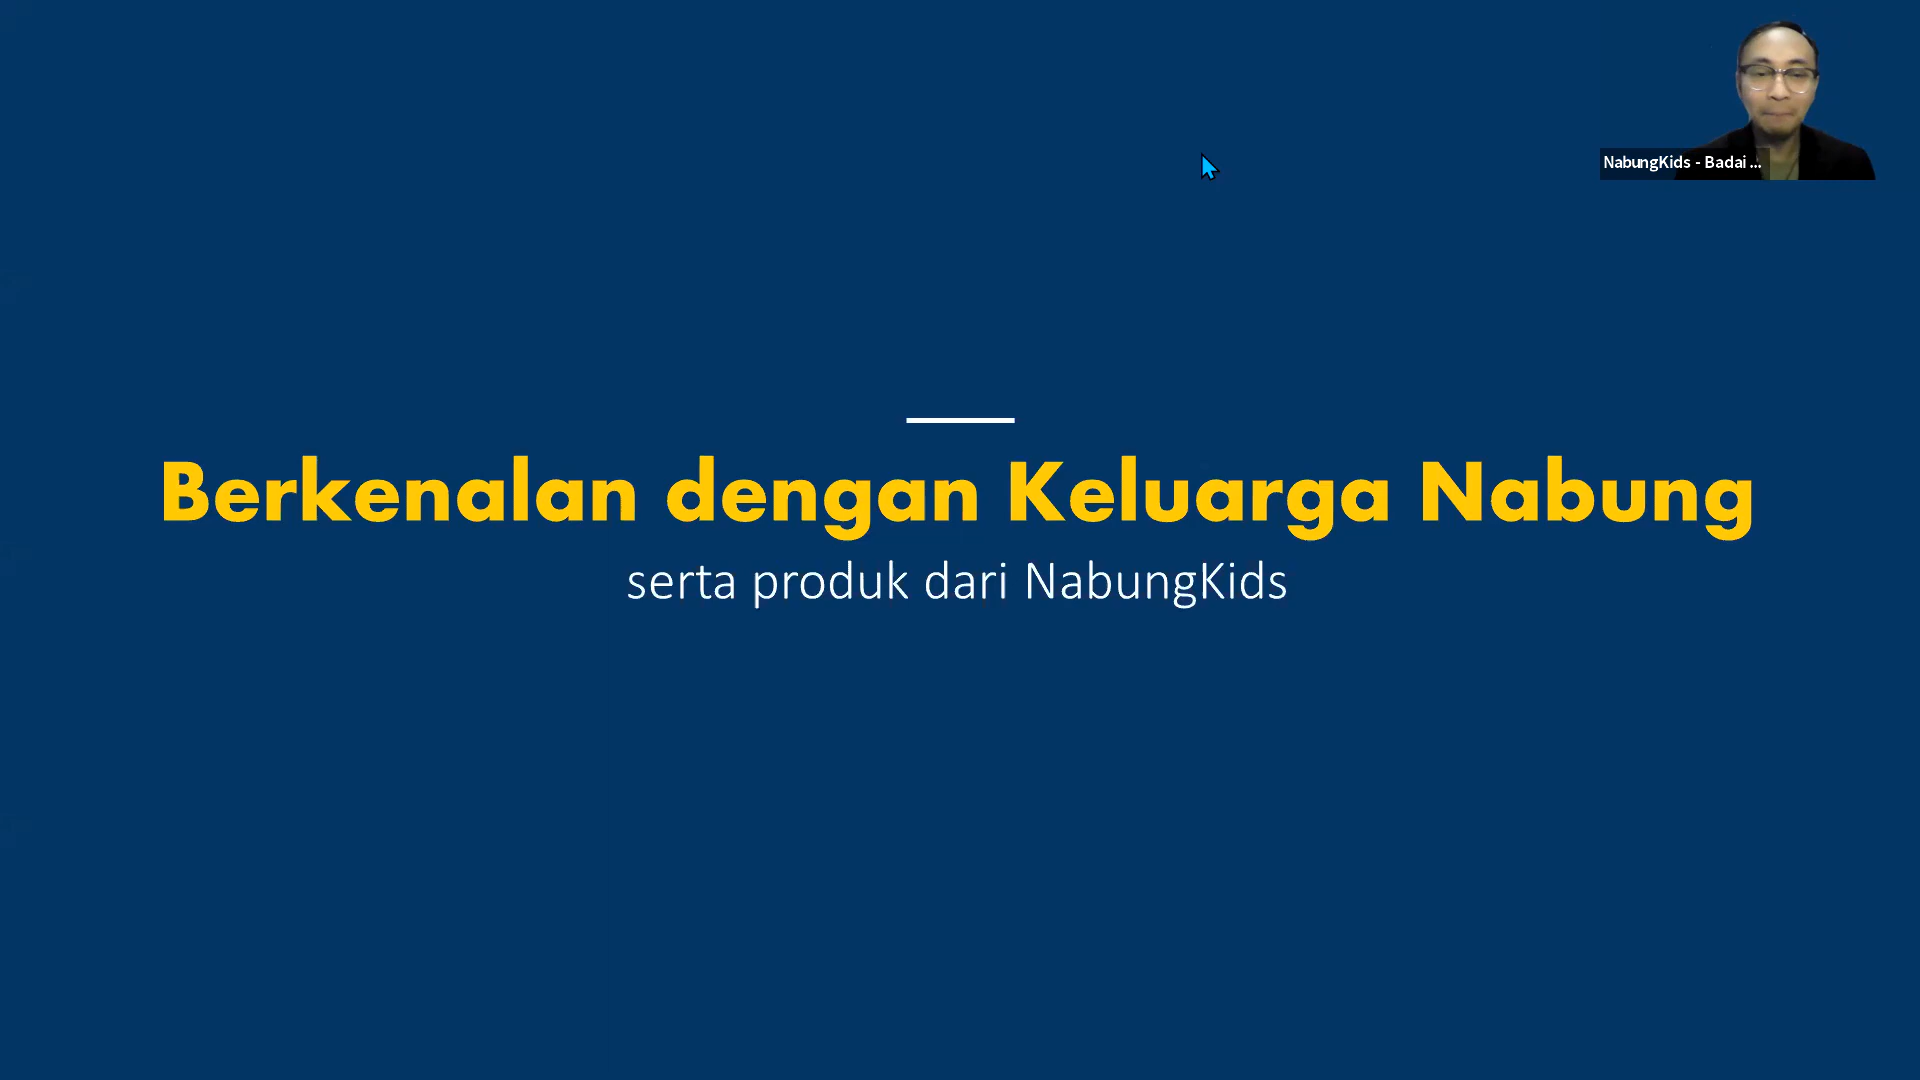 NabungKids - Badai ...
Berkenalan dengan Keluarga Nabung
serta produk dari NabungKids